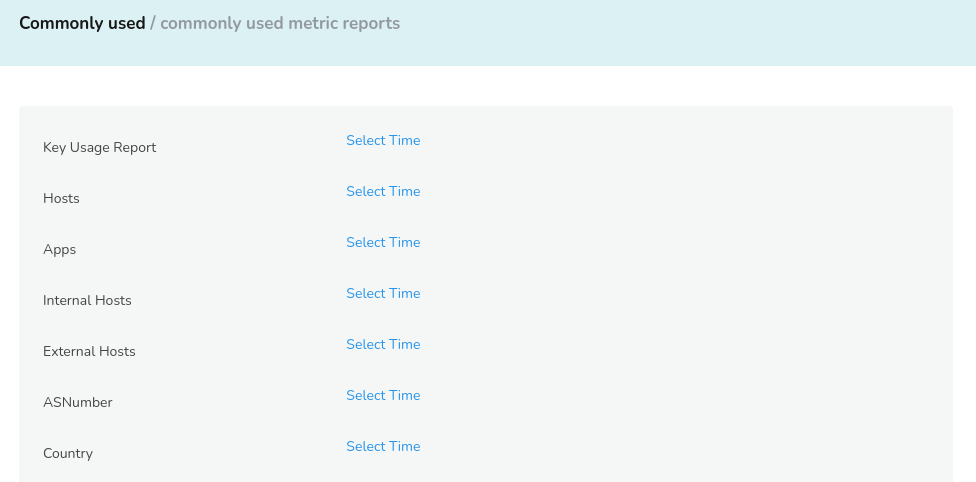 Commonly used / commonly used metric reports
Key Usage Report Select Time
Hosts Select Time
Apps Select Time
Internal Hosts Select Time
External Hosts Select Time
ASNumber Select Time
Country Select Time